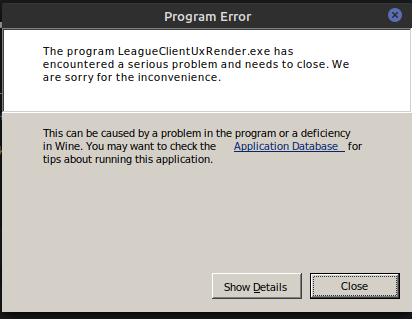 Program Error
The program LeagueClientUxRender.exe has
encountered a serious problem and needs to close. We
are sorry for the inconvenience.
This can be caused by a problem in the program or a deficiency
in Wine. You may want to check the Application Database for
tips about running this application.
Show Details Close